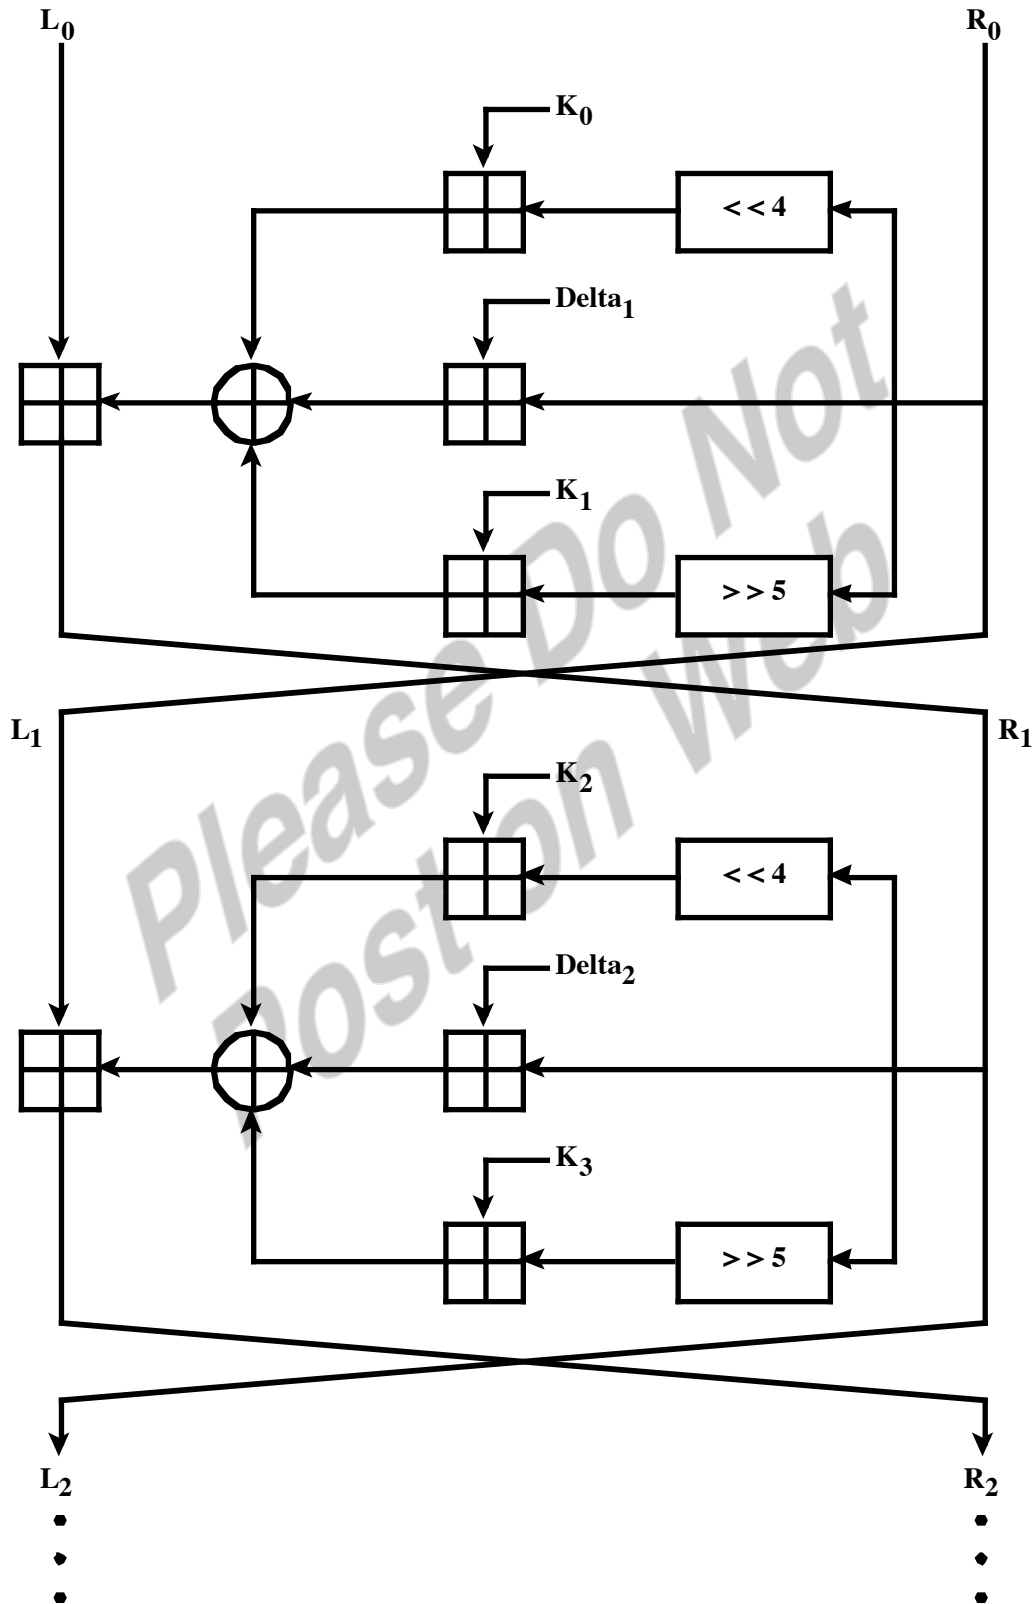 L0 R0
K0
<< 4
Delta1
K1
>> 5
L1 R1
K2
<< 4
Delta2
K3
>> 5
L2 R2
Please Do Not
Post on Web